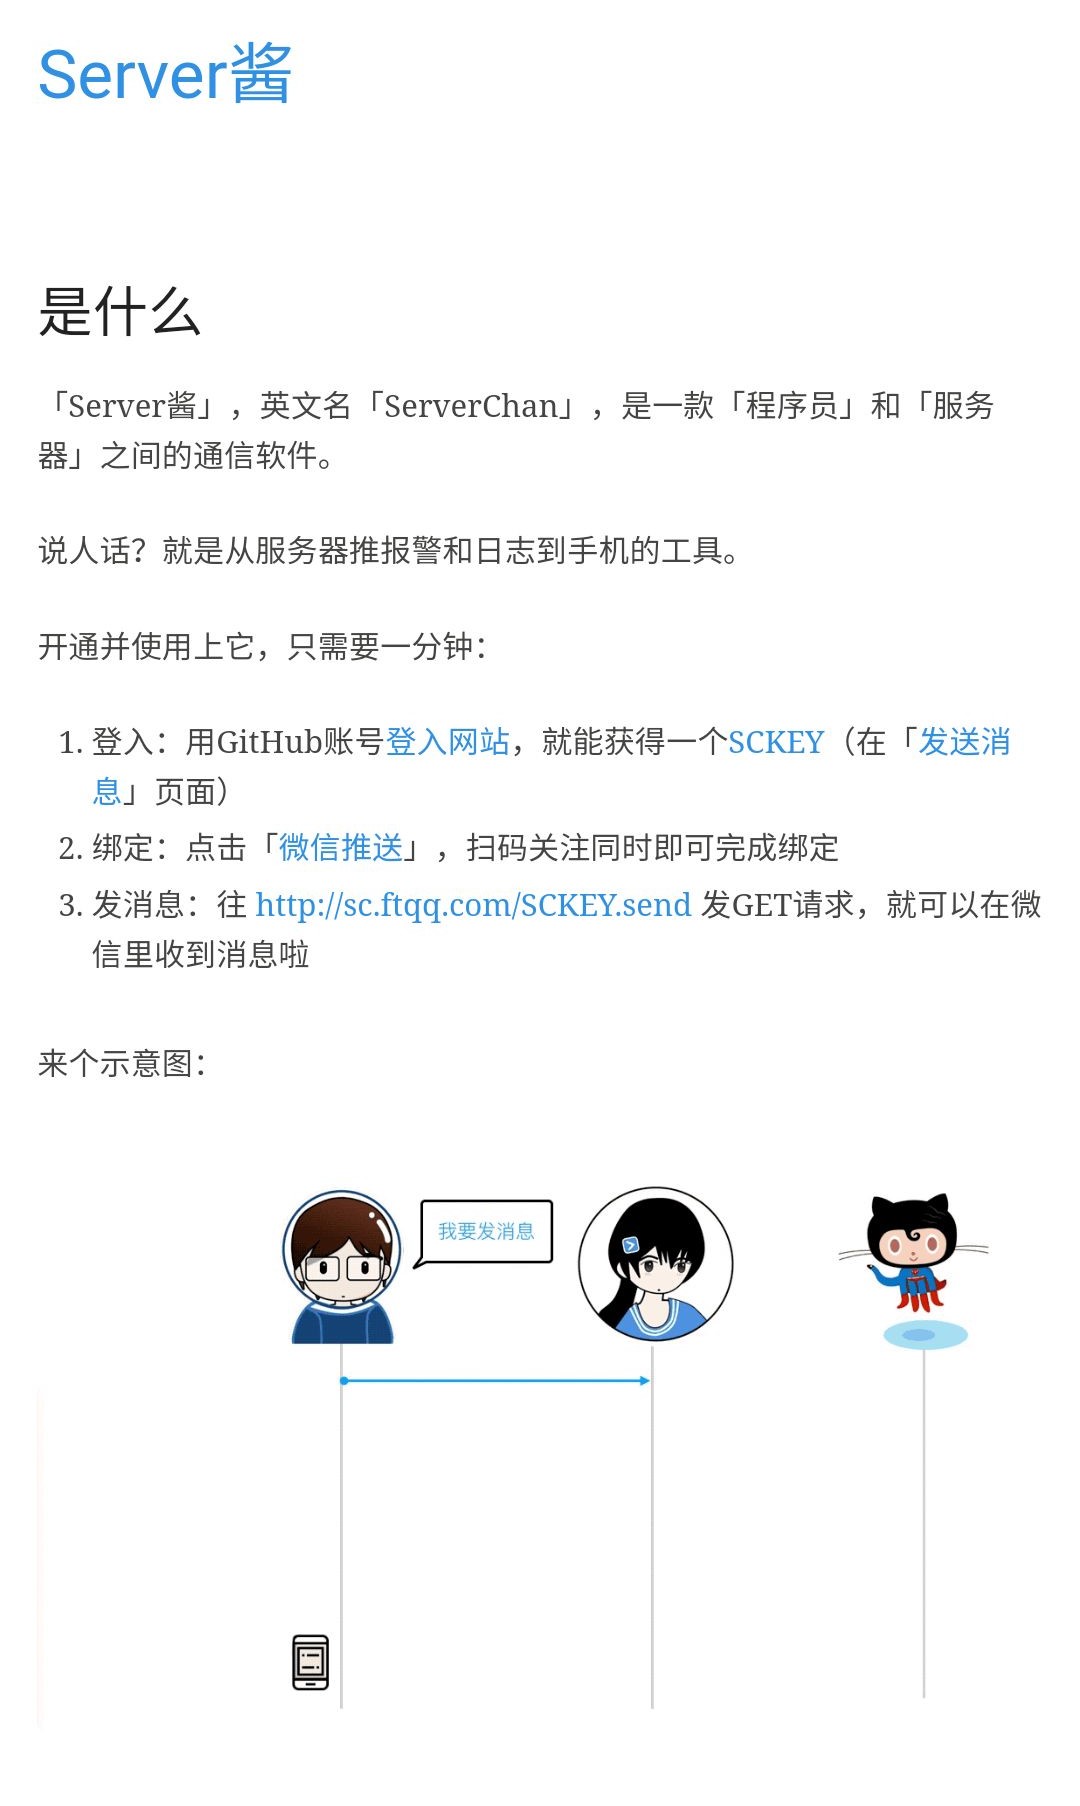 Server酱
是什么
「Server酱」，英文名「ServerChan」，是一款「程序员」和「服务
器」之间的通信软件。
说人话？就是从服务器推报警和日志到手机的工具。
开通并使用上它，只需要一分钟：
1. 登入：用GitHub账号登入网站，就能获得一个SCKEY（在「发送消
息」页面）
2. 绑定：点击「微信推送」，扫码关注同时即可完成绑定
3. 发消息：往 http://sc.ftqq.com/SCKEY.send 发GET请求，就可以在微
信里收到消息啦
来个示意图：
我要发消息